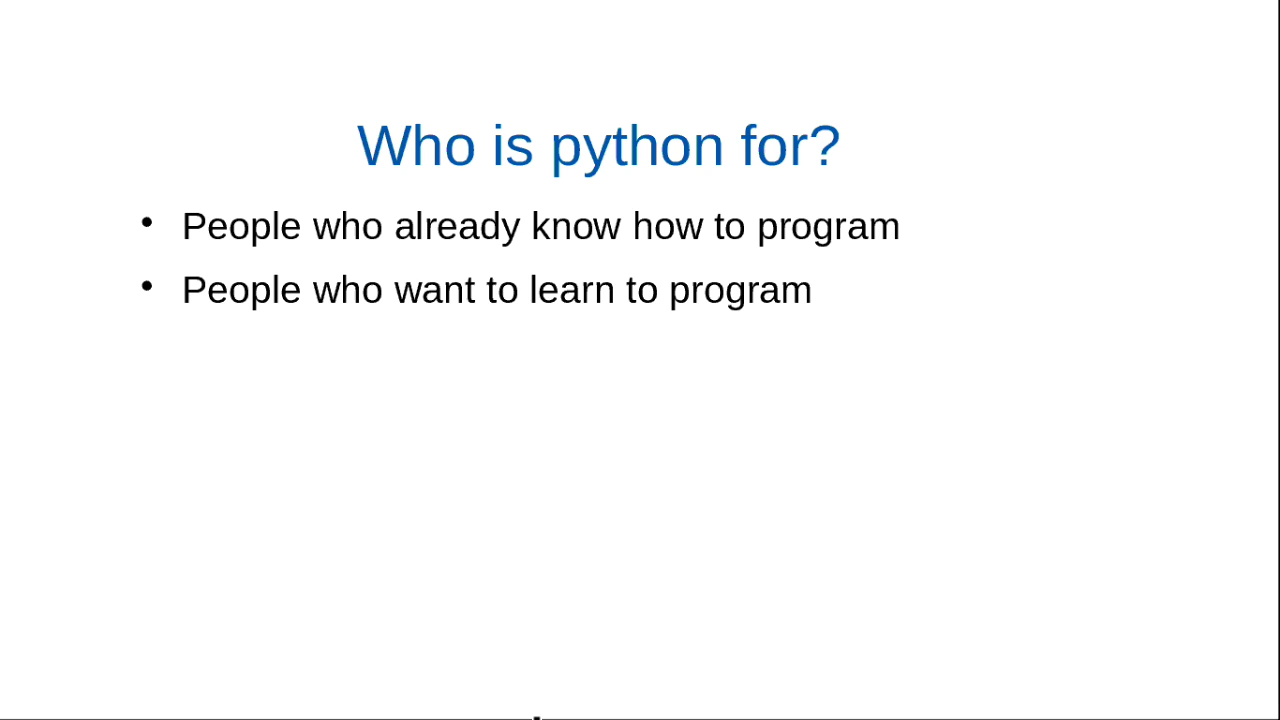 Who is python for?
• People who already know how to program
• People who want to learn to program